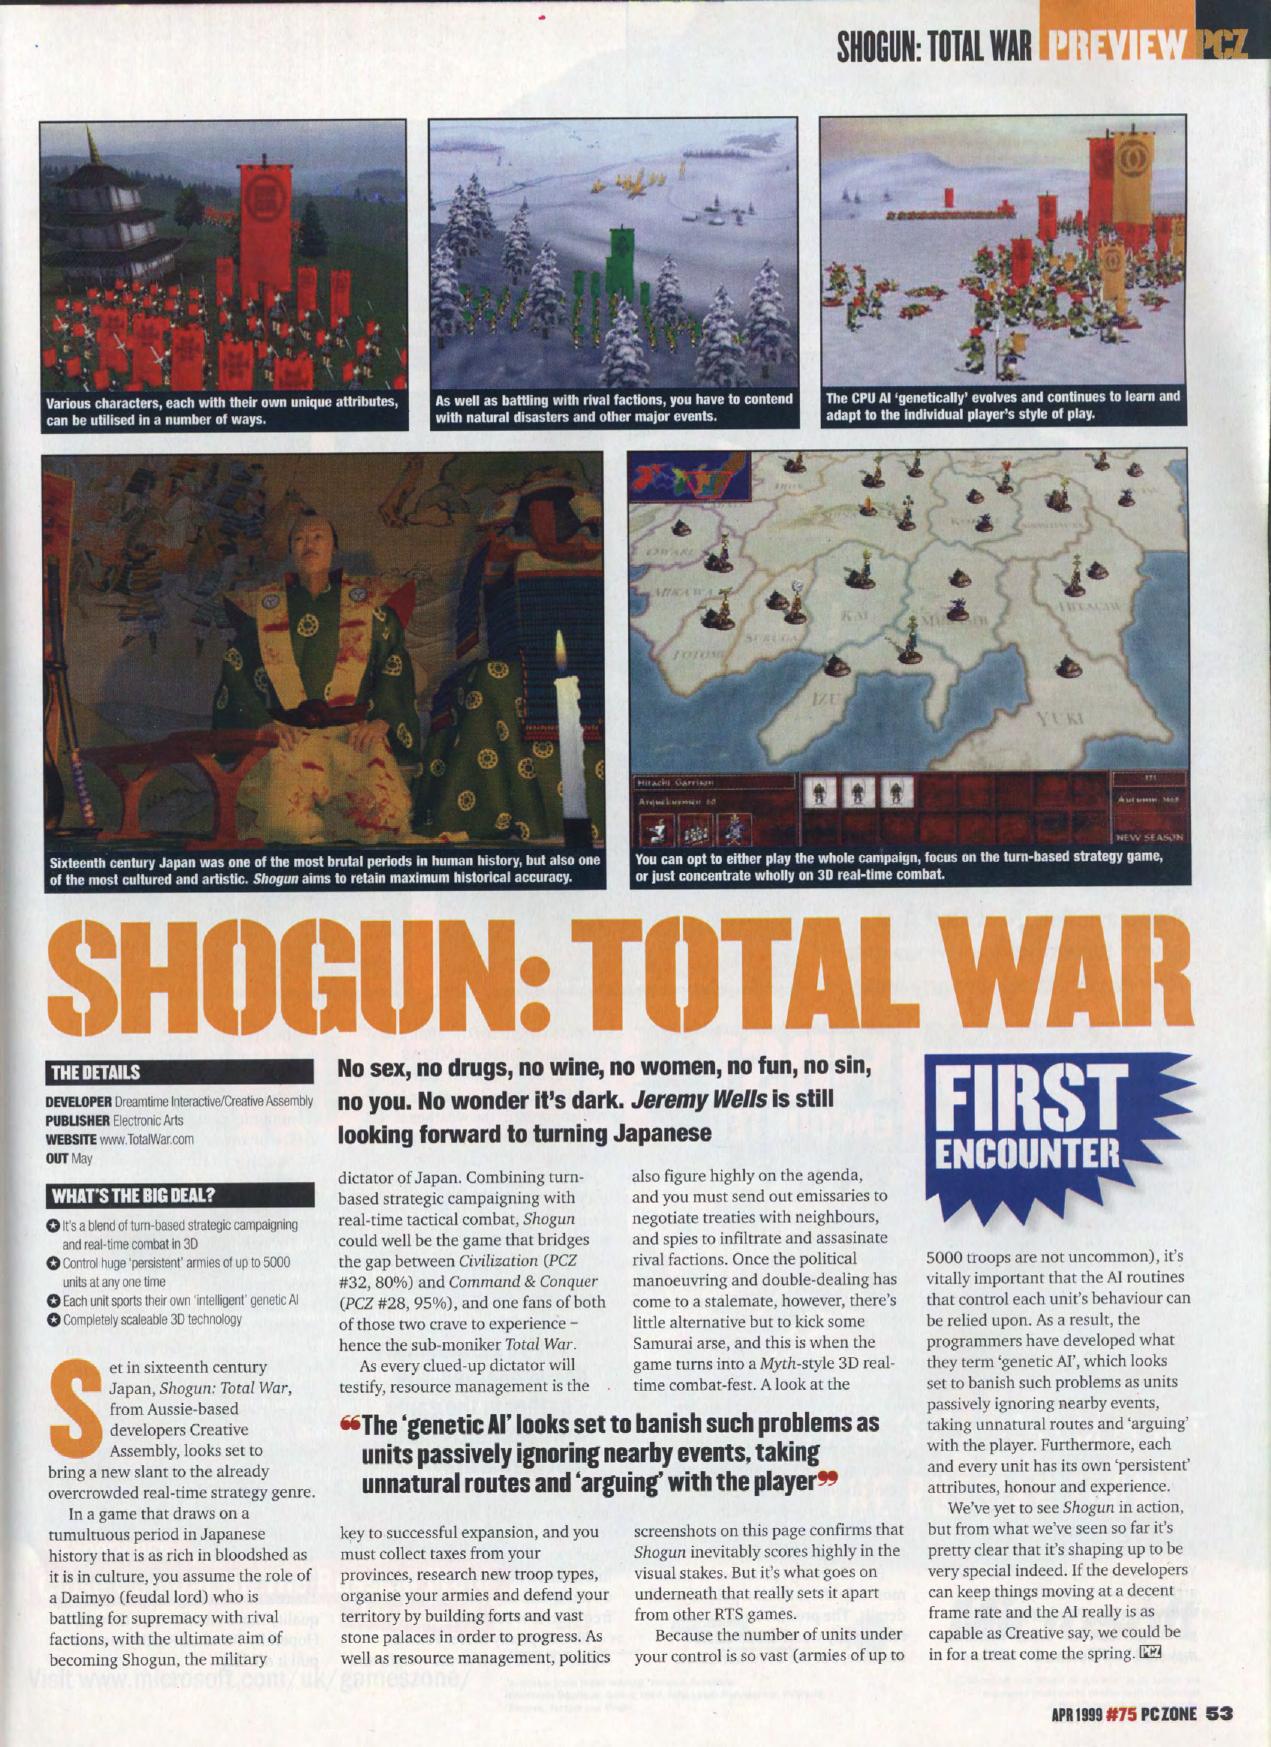 SHOGUN: TOTAL WAR PREVIEW PCZ
Various characters, each with their own unique attributes,
can be utilised in a number of ways.
As well as battling with rival factions, you have to contend
with natural disasters and other major events.
The CPU AI 'genetically' evolves and continues to learn and
adapt to the individual player's style of play.
Sixteenth century Japan was one of the most brutal periods in human history, but also one
of the most cultured and artistic. Shogun aims to retain maximum historical accuracy.
OWARI
MIKAWA
TOTOMI
SURUGA
KAI
MUSASHI
IZU
YUKI
Hitachi Garrison
Arquebusiers 60
171
NEW SEASON
You can opt to either play the whole campaign, focus on the turn-based strategy game,
or just concentrate wholly on 3D real-time combat.
SHOGUN: TOTAL WAR
THE DETAILS
DEVELOPER Dreamtime Interactive/Creative Assembly
PUBLISHER Electronic Arts
WEBSITE www.TotalWar.com
OUT May
WHAT'S THE BIG DEAL?
It's a blend of turn-based strategic campaigning
and real-time combat in 3D
Control huge 'persistent' armies of up to 5000
units at any one time
Each unit sports their own 'intelligent' genetic AI
Completely scaleable 3D technology
No sex, no drugs, no wine, no women, no fun, no sin,
no you. No wonder it's dark. Jeremy Wells is still
looking forward to turning Japanese
FIRST
ENCOUNTER
Set in sixteenth century
Japan, Shogun: Total War,
from Aussie-based
developers Creative
Assembly, looks set to
bring a new slant to the already
overcrowded real-time strategy genre.
In a game that draws on a
tumultuous period in Japanese
history that is as rich in bloodshed as
it is in culture, you assume the role of
a Daimyo (feudal lord) who is
battling for supremacy with rival
factions, with the ultimate aim of
becoming Shogun, the military
dictator of Japan. Combining turn-
based strategic campaigning with
real-time tactical combat, Shogun
could well be the game that bridges
the gap between Civilization (PCZ
#32, 80%) and Command & Conquer
(PCZ #28, 95%), and one fans of both
of those two crave to experience –
hence the sub-moniker Total War.
As every clued-up dictator will
testify, resource management is the
key to successful expansion, and you
must collect taxes from your
provinces, research new troop types,
organise your armies and defend your
territory by building forts and vast
stone palaces in order to progress. As
well as resource management, politics
also figure highly on the agenda,
and you must send out emissaries to
negotiate treaties with neighbours,
and spies to infiltrate and assasinate
rival factions. Once the political
manoeuvring and double-dealing has
come to a stalemate, however, there's
little alternative but to kick some
Samurai arse, and this is when the
game turns into a Myth-style 3D real-
time combat-fest. A look at the
screenshots on this page confirms that
Shogun inevitably scores highly in the
visual stakes. But it's what goes on
underneath that really sets it apart
from other RTS games.
Because the number of units under
your control is so vast (armies of up to
5000 troops are not uncommon), it's
vitally important that the AI routines
that control each unit's behaviour can
be relied upon. As a result, the
programmers have developed what
they term 'genetic AI', which looks
set to banish such problems as units
passively ignoring nearby events,
taking unnatural routes and 'arguing'
with the player. Furthermore, each
and every unit has its own 'persistent'
attributes, honour and experience.
We've yet to see Shogun in action,
but from what we've seen so far it's
pretty clear that it's shaping up to be
very special indeed. If the developers
can keep things moving at a decent
frame rate and the AI really is as
capable as Creative say, we could be
in for a treat come the spring.
“The 'genetic AI' looks set to banish such problems as
units passively ignoring nearby events, taking
unnatural routes and 'arguing' with the player”
Visit www.microsoft.com/uk/gameszone/
APR 1999 #75 PC ZONE 53